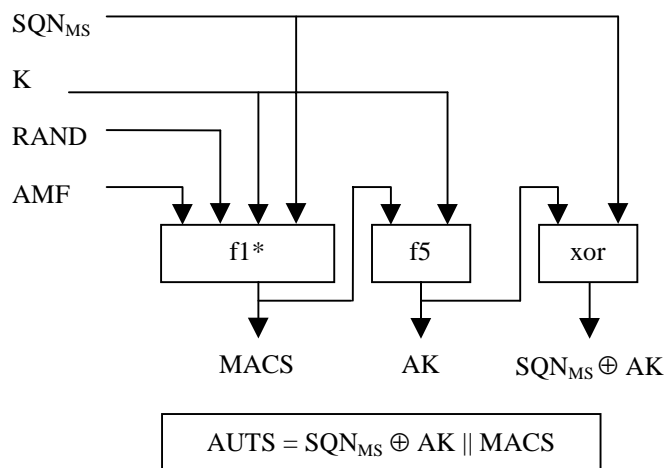 SQN_MS
K
RAND
AMF
f1* f5 xor
MACS AK SQN_MS ⊕ AK
AUTS = SQN_MS ⊕ AK || MACS